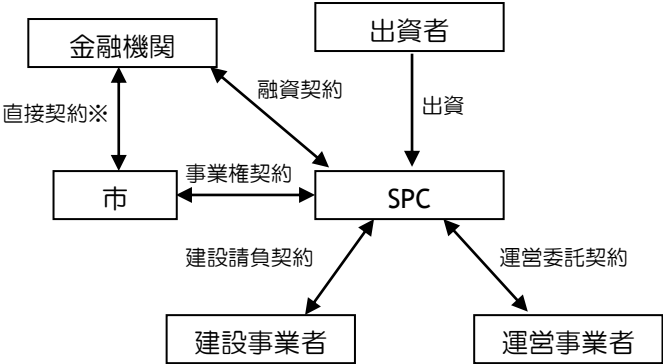 金融機関
出資者
直接契約※
融資契約
出資
市
事業権契約
SPC
建設請負契約
運営委託契約
建設事業者
運営事業者